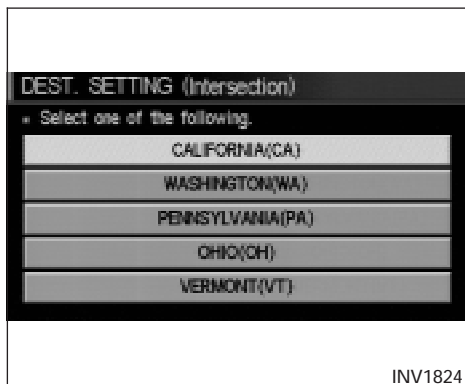 DEST. SETTING (Intersection)
Select one of the following.
CALIFORNIA(CA)
WASHINGTON(WA)
PENNSYLVANIA(PA)
OHIO(OH)
VERMONT(VT)
INV1824